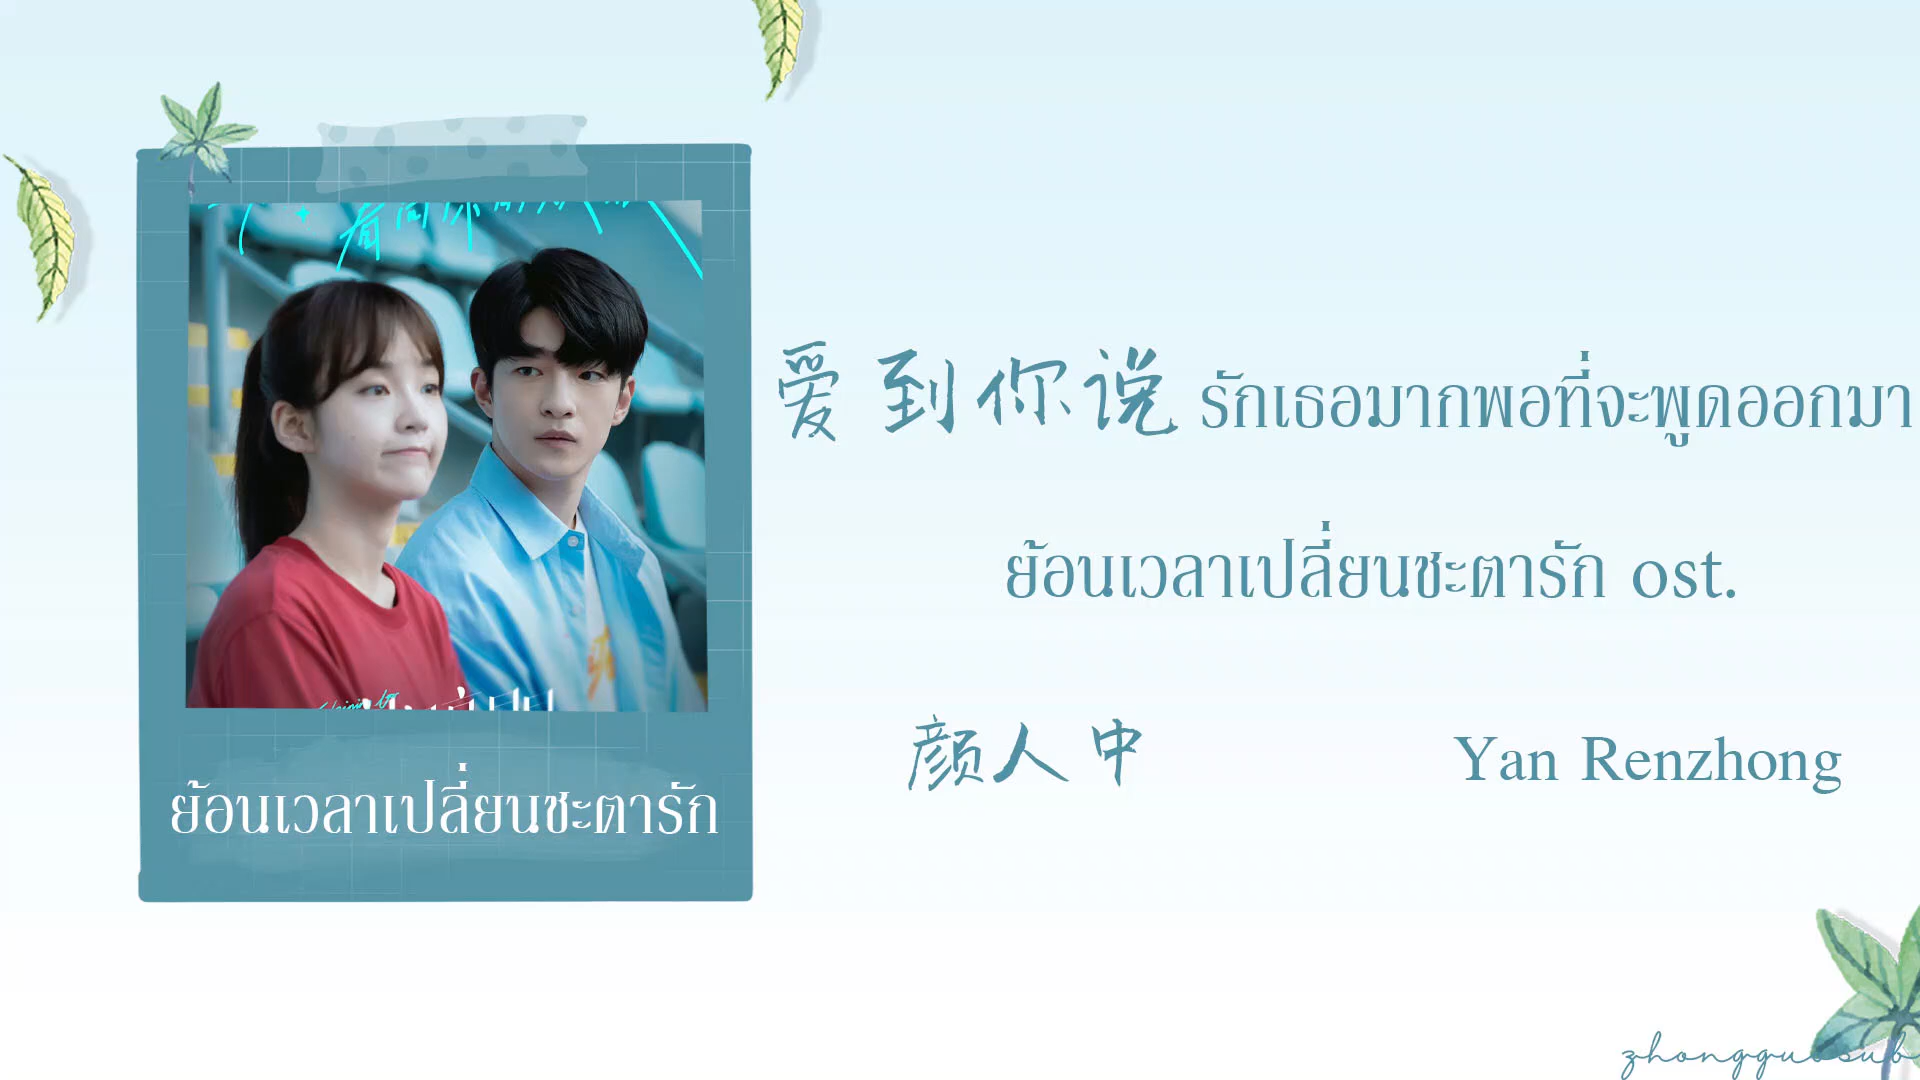 爱到你说 รักเธอมากพอที่จะพูดออกมา
ย้อนเวลาเปลี่ยนชะตารัก ost.
颜人中 Yan Renzhong
ย้อนเวลาเปลี่ยนชะตารัก
zhongguosub